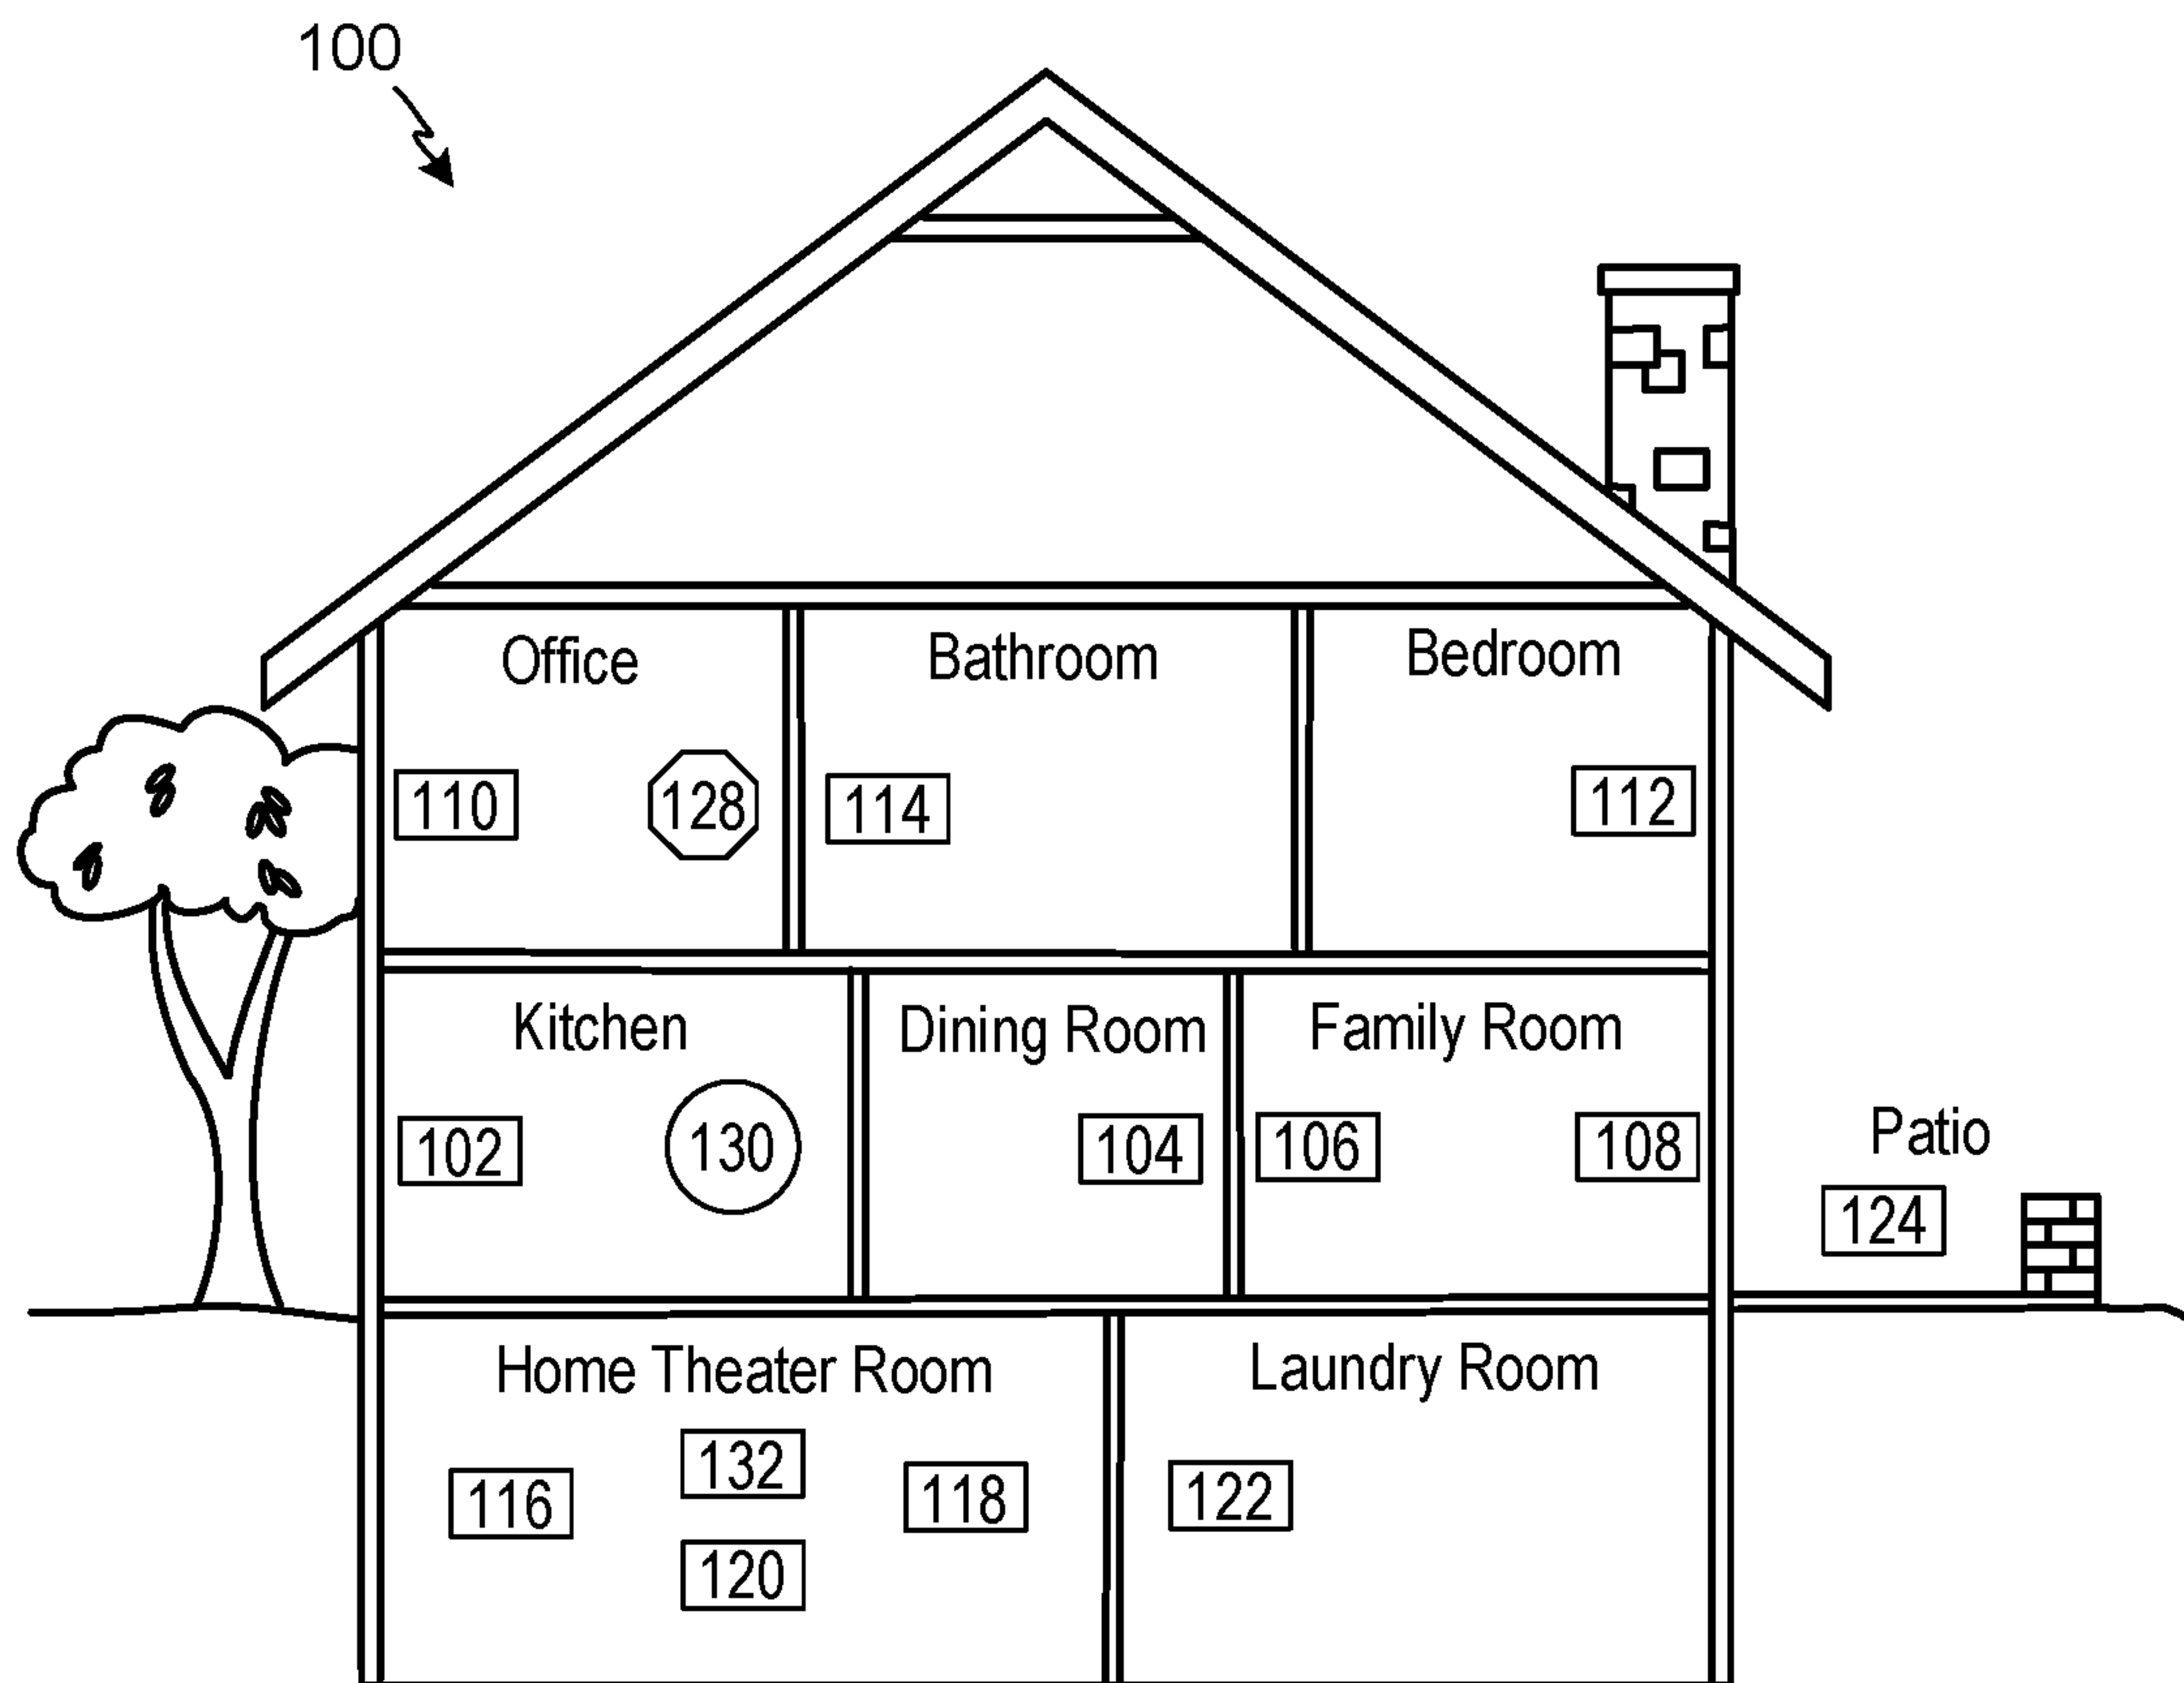 100
Office
Bathroom
Bedroom
110
128
114
112
Kitchen
Dining Room
Family Room
102
130
104
106
108
Patio
124
Home Theater Room
Laundry Room
132
116
118
122
120